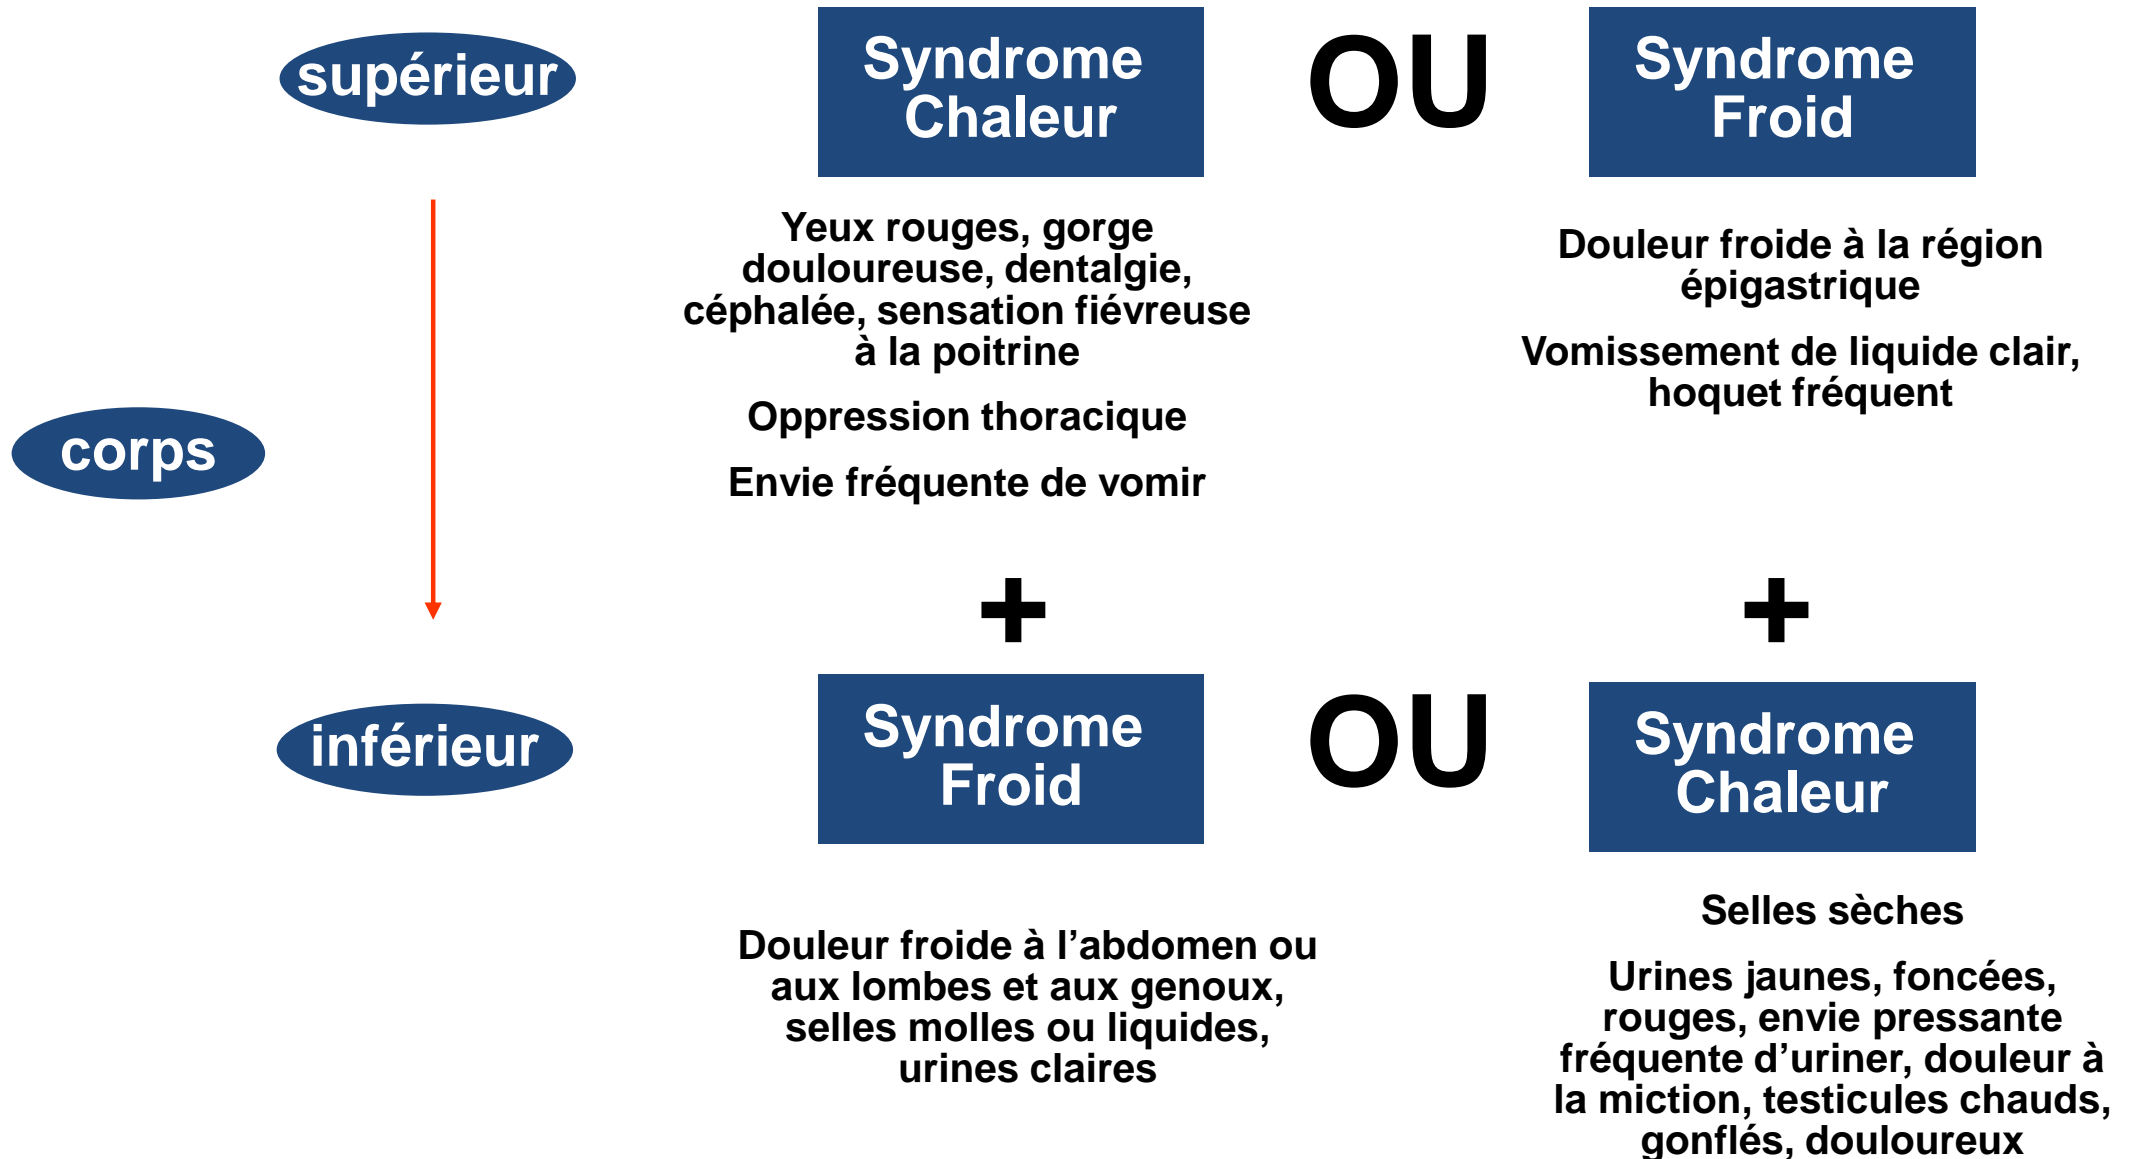 supérieur
Syndrome
Chaleur
OU
Syndrome
Froid
Yeux rouges, gorge
douloureuse, dentalgie,
céphalée, sensation fiévreuse
à la poitrine
Oppression thoracique
Envie fréquente de vomir
Douleur froide à la région
épigastrique
Vomissement de liquide clair,
hoquet fréquent
corps
+
+
inférieur
Syndrome
Froid
OU
Syndrome
Chaleur
Douleur froide à l’abdomen ou
aux lombes et aux genoux,
selles molles ou liquides,
urines claires
Selles sèches
Urines jaunes, foncées,
rouges, envie pressante
fréquente d’uriner, douleur à
la miction, testicules chauds,
gonflés, douloureux